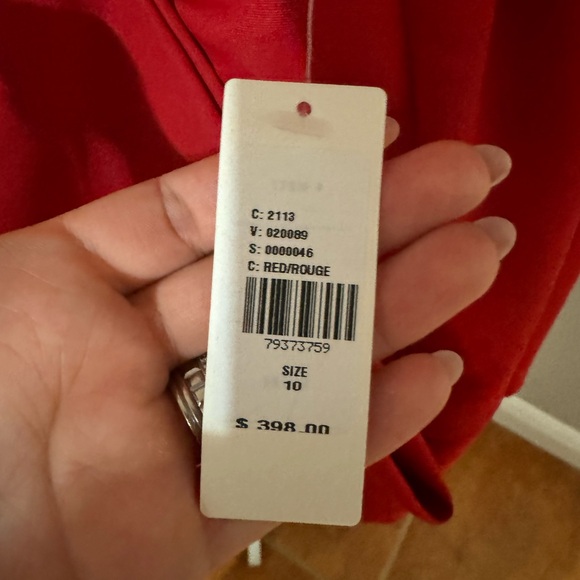 C: 2113
V: 020089
S: 0000046
C: RED/ROUGE
79373759
SIZE
10
$ 398.00